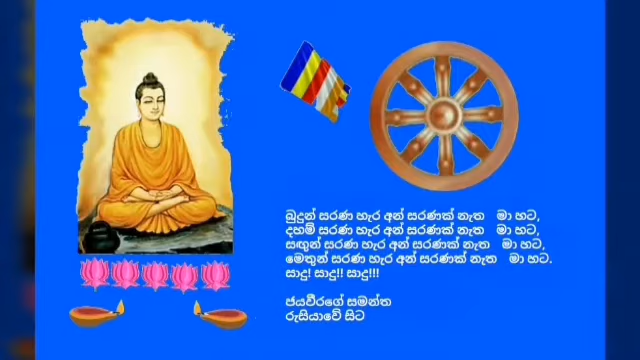 බුදුන් සරණ හැර අන් සරණක් නැත මා හට,
දහම් සරණ හැර අන් සරණක් නැත මා හට,
සඟුන් සරණ හැර අන් සරණක් නැත මා හට,
මෙතුන් සරණ හැර අන් සරණක් නැත මා හට.
සාදු! සාදු!! සාදු!!!
ජයවීරගේ සමන්ත
රුසියාවේ සිට